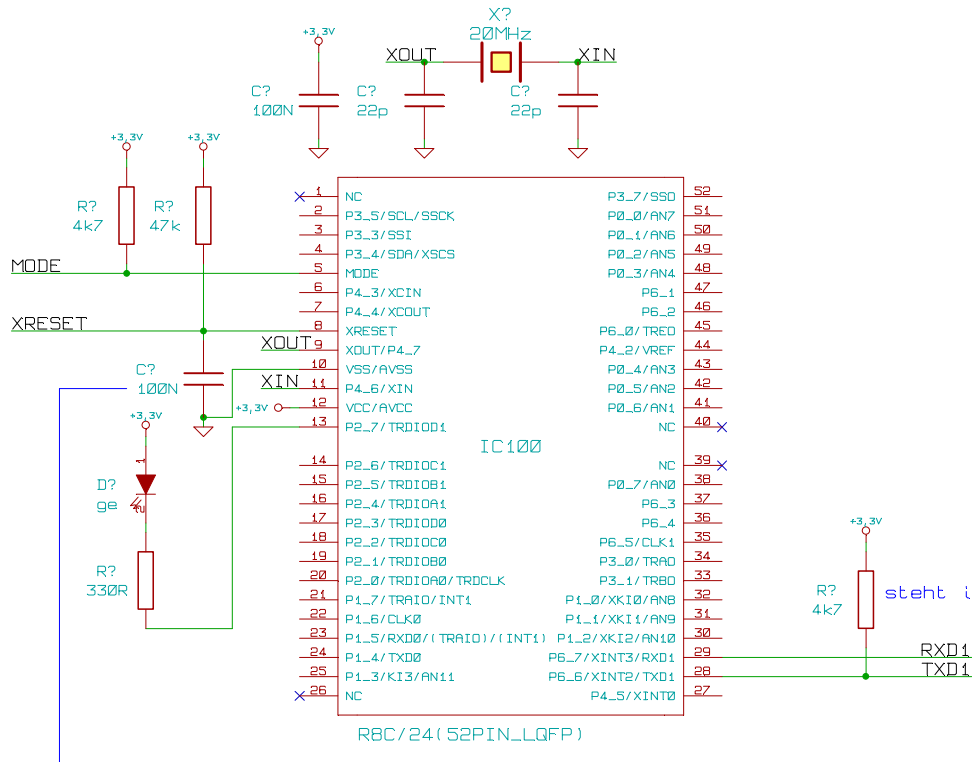 X?
20MHz
+3,3V
XOUT
XIN
C?
100N
C?
22p
C?
22p
+3,3V
+3,3V
R?
4k7
R?
47k
MODE
XRESET
XOUT
XIN
C?
100N
+3,3V
+3,3V
1
D?
ge
2
R?
330R
1 NC
2 P3_5/SCL/SSCK
3 P3_3/SSI
4 P3_4/SDA/XSCS
5 MODE
6 P4_3/XCIN
7 P4_4/XCOUT
8 XRESET
9 XOUT/P4_7
10 VSS/AVSS
11 P4_6/XIN
12 VCC/AVCC
13 P2_7/TRDIOD1
14 P2_6/TRDIOC1
15 P2_5/TRDIOB1
16 P2_4/TRDIOA1
17 P2_3/TRDIOD0
18 P2_2/TRDIOC0
19 P2_1/TRDIOB0
20 P2_0/TRDIOA0/TRDCLK
21 P1_7/TRAIO/INT1
22 P1_6/CLK0
23 P1_5/RXD0/(TRAIO)/(INT1)
24 P1_4/TXD0
25 P1_3/KI3/AN11
26 NC
IC100
P3_7/SSO 52
P0_0/AN7 51
P0_1/AN6 50
P0_2/AN5 49
P0_3/AN4 48
P6_1 47
P6_2 46
P6_0/TREO 45
P4_2/VREF 44
P0_4/AN3 43
P0_5/AN2 42
P0_6/AN1 41
NC 40
NC 39
P0_7/AN0 38
P6_3 37
P6_4 36
P6_5/CLK1 35
P3_0/TRAO 34
P3_1/TRBO 33
P1_0/XKI0/AN8 32
P1_1/XKI1/AN9 31
P1_2/XKI2/AN10 30
P6_7/XINT3/RXD1 29
P6_6/XINT2/TXD1 28
P4_5/XINT0 27
R8C/24(52PIN_LQFP)
+3,3V
R?
4k7
steht
RXD1
TXD1